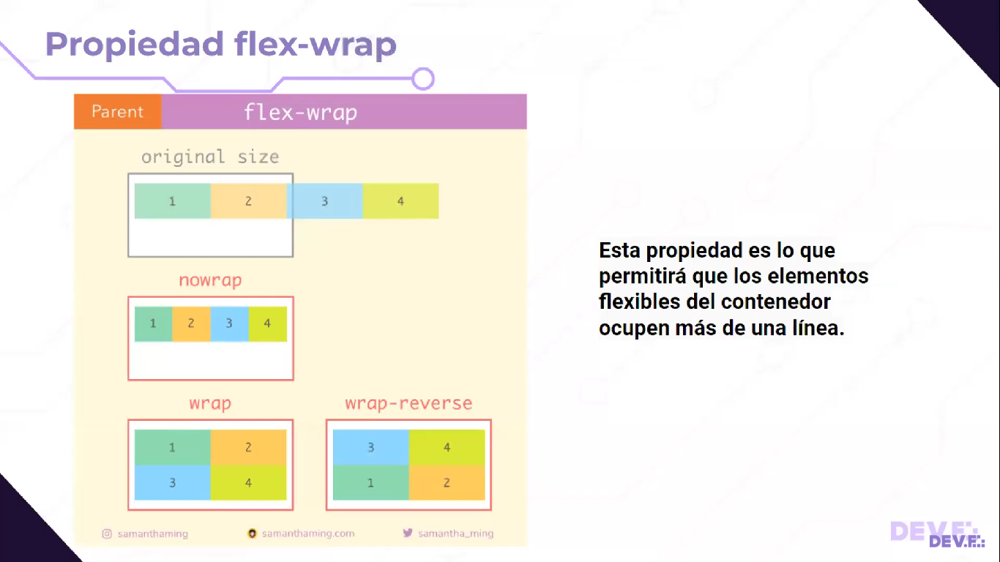 Propiedad flex-wrap
Parent
flex-wrap
original size
1 2 3 4
nowrap
1 2 3 4
wrap
1 2
3 4
wrap-reverse
3 4
1 2
samanthaming
samanthaming.com
samantha_ming
Esta propiedad es lo que
permitirá que los elementos
flexibles del contenedor
ocupen más de una línea.
DEV.F.:
DEV.F.: